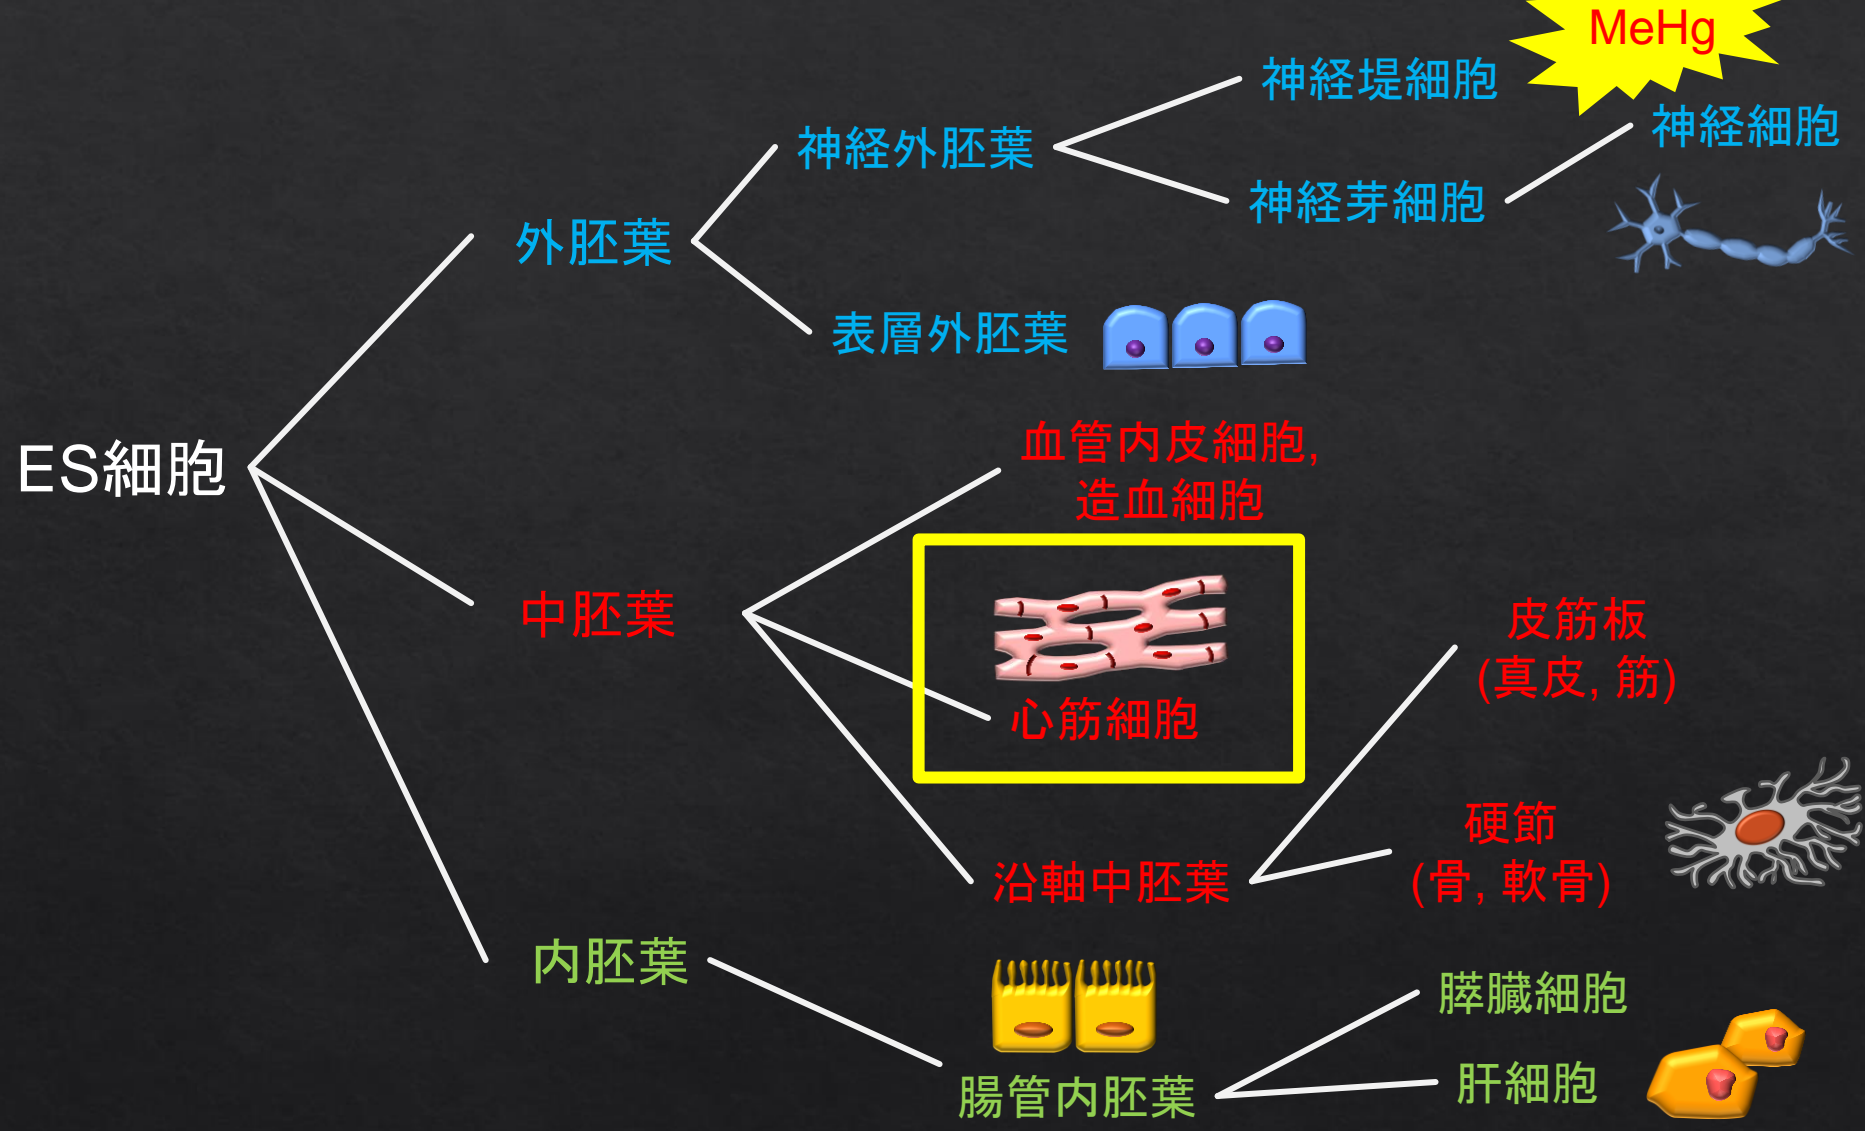 MeHg
神経堤細胞
神経細胞
神経外胚葉
神経芽細胞
外胚葉
表層外胚葉
血管内皮細胞,
造血細胞
ES細胞
心筋細胞
中胚葉
皮筋板
(真皮, 筋)
硬節
(骨, 軟骨)
沿軸中胚葉
内胚葉
膵臓細胞
肝細胞
腸管内胚葉